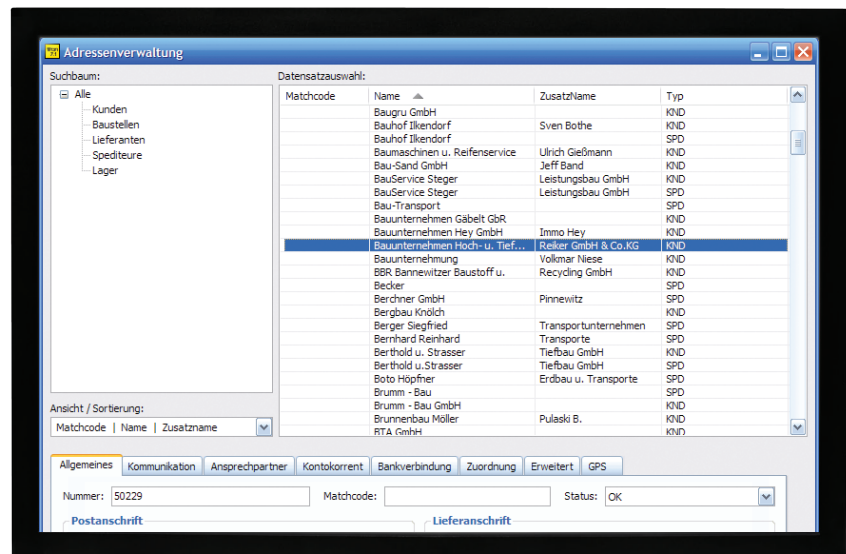 Adressenverwaltung
Suchbaum:
Alle
Kunden
Baustellen
Lieferanten
Spediteure
Lager
Ansicht / Sortierung:
Matchcode | Name | Zusatzname
Datensatzauswahl:
Matchcode Name ZusatzName Typ
Baugru GmbH KND
Bauhof Ilkendorf Sven Bothe KND
Bauhof Ilkendorf SPD
Baumaschinen u. Reifenservice Ulrich Gießmann KND
Bau-Sand GmbH Jeff Band KND
BauService Steger Leistungsbau GmbH KND
BauService Steger Leistungsbau GmbH SPD
Bau-Transport SPD
Bauunternehmen Gäbelt GbR KND
Bauunternehmen Hey GmbH Immo Hey KND
Bauunternehmen Hoch- u. Tief... Reiker GmbH & Co.KG KND
Bauunternehmung Volkmar Niese KND
BBR Bannewitzer Baustoff u. Recycling GmbH KND
Becker SPD
Berchner GmbH Pinnewitz SPD
Bergbau Knölch KND
Berger Siegfried Transportunternehmen SPD
Bernhard Reinhard Transporte SPD
Berthold u. Strasser Tiefbau GmbH KND
Berthold u.Strasser Tiefbau GmbH SPD
Boto Höpfner Erdbau u. Transporte SPD
Brumm - Bau SPD
Brumm - Bau GmbH KND
Brunnenbau Möller Pulaski B. KND
BTA GmbH KND
Allgemeines Kommunikation Ansprechpartner Kontokorrent Bankverbindung Zuordnung Erweitert GPS
Nummer: 50229 Matchcode: Status: OK
Postanschrift Lieferanschrift